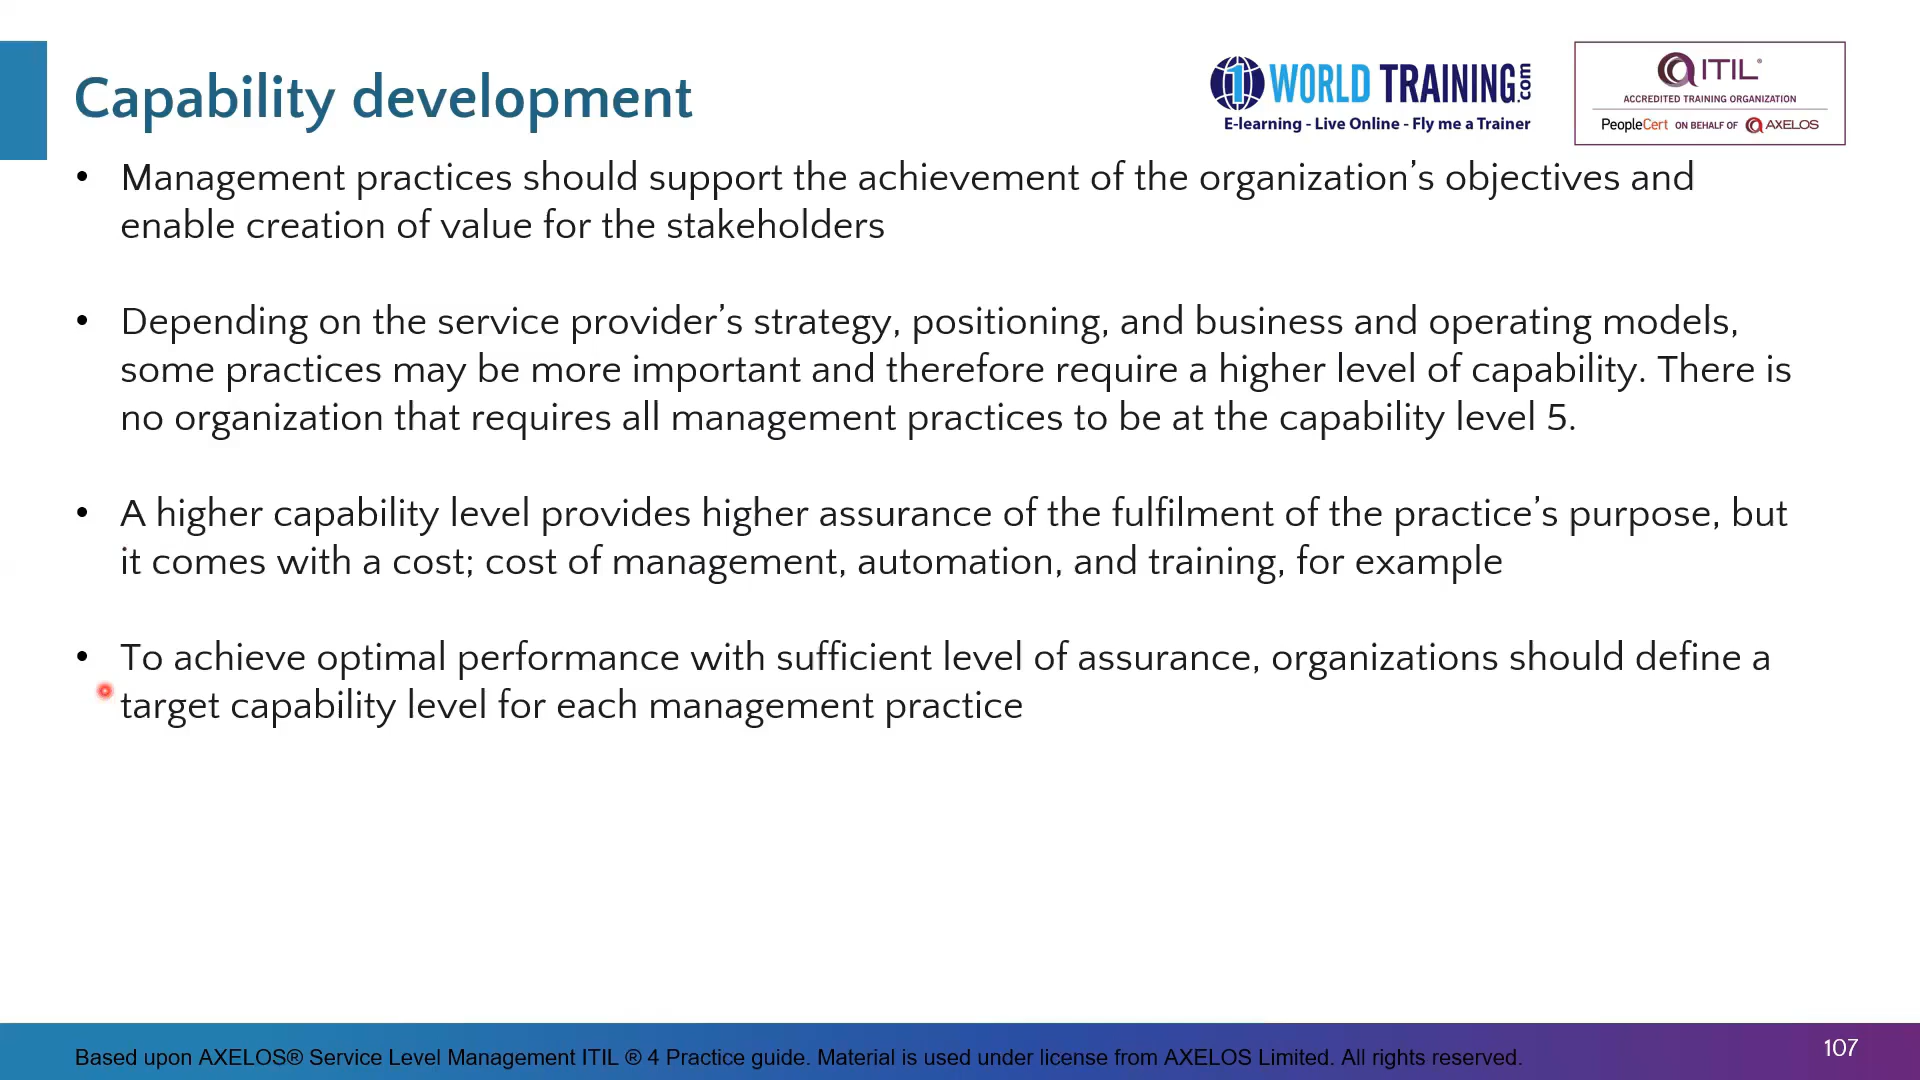 Capability development
1 WORLD TRAINING.com
E-learning - Live Online - Fly me a Trainer
ITIL®
ACCREDITED TRAINING ORGANIZATION
PeopleCert ON BEHALF OF AXELOS
• Management practices should support the achievement of the organization’s objectives and
enable creation of value for the stakeholders
• Depending on the service provider’s strategy, positioning, and business and operating models,
some practices may be more important and therefore require a higher level of capability. There is
no organization that requires all management practices to be at the capability level 5.
• A higher capability level provides higher assurance of the fulfilment of the practice’s purpose, but
it comes with a cost; cost of management, automation, and training, for example
• To achieve optimal performance with sufficient level of assurance, organizations should define a
target capability level for each management practice
Based upon AXELOS® Service Level Management ITIL ® 4 Practice guide. Material is used under license from AXELOS Limited. All rights reserved.
107